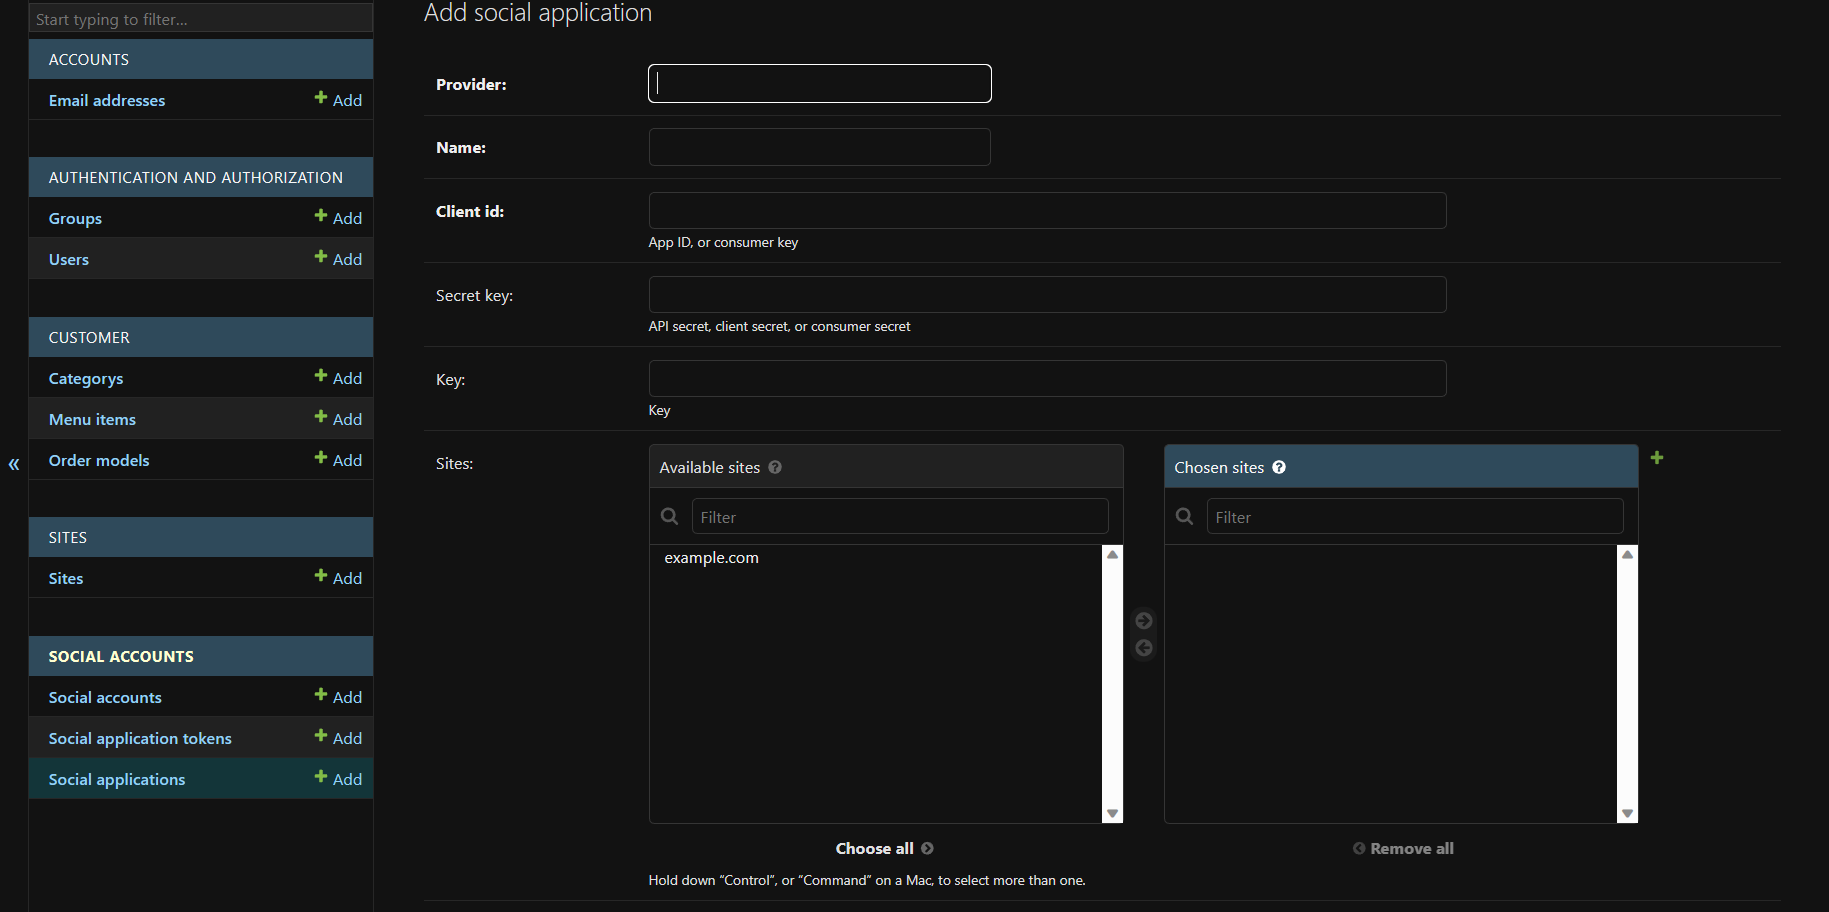 Start typing to filter...
ACCOUNTS
Email addresses
Add
AUTHENTICATION AND AUTHORIZATION
Groups
Add
Users
Add
CUSTOMER
Categorys
Add
Menu items
Add
Order models
Add
«
SITES
Sites
Add
SOCIAL ACCOUNTS
Social accounts
Add
Social application tokens
Add
Social applications
Add
Add social application
Provider:
Name:
Client id:
App ID, or consumer key
Secret key:
API secret, client secret, or consumer secret
Key:
Key
Sites:
Available sites
Filter
example.com
Choose all
Chosen sites
Filter
Remove all
Hold down “Control”, or “Command” on a Mac, to select more than one.